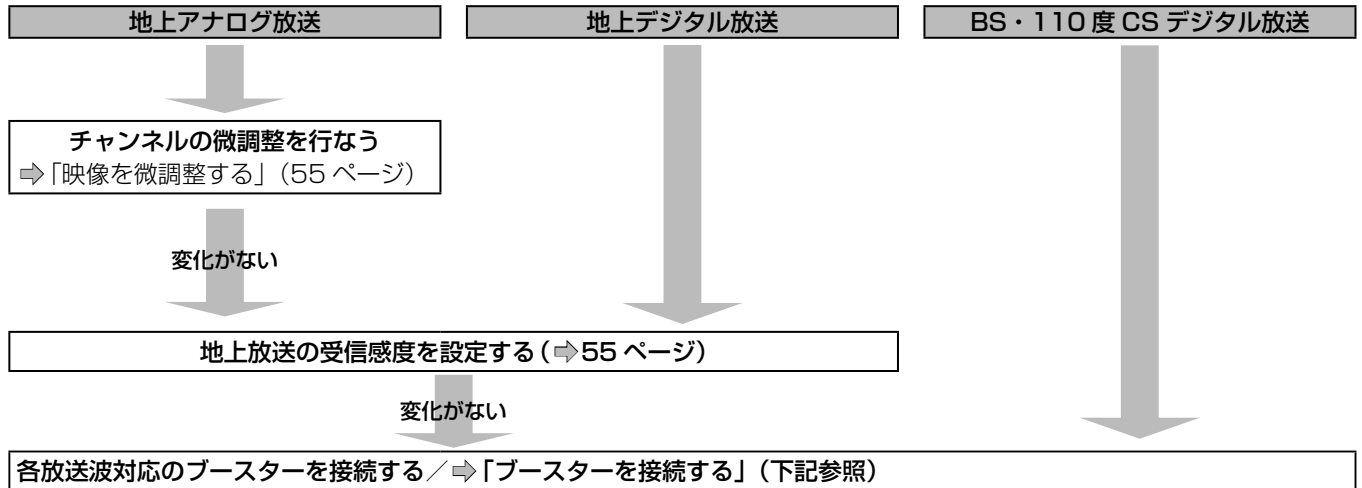 地上アナログ放送
地上デジタル放送
BS・110度CSデジタル放送
チャンネルの微調整を行なう
⇨「映像を微調整する」（55ページ）
変化がない
地上放送の受信感度を設定する（⇨55ページ）
変化がない
各放送波対応のブースターを接続する／⇨「ブースターを接続する」（下記参照）